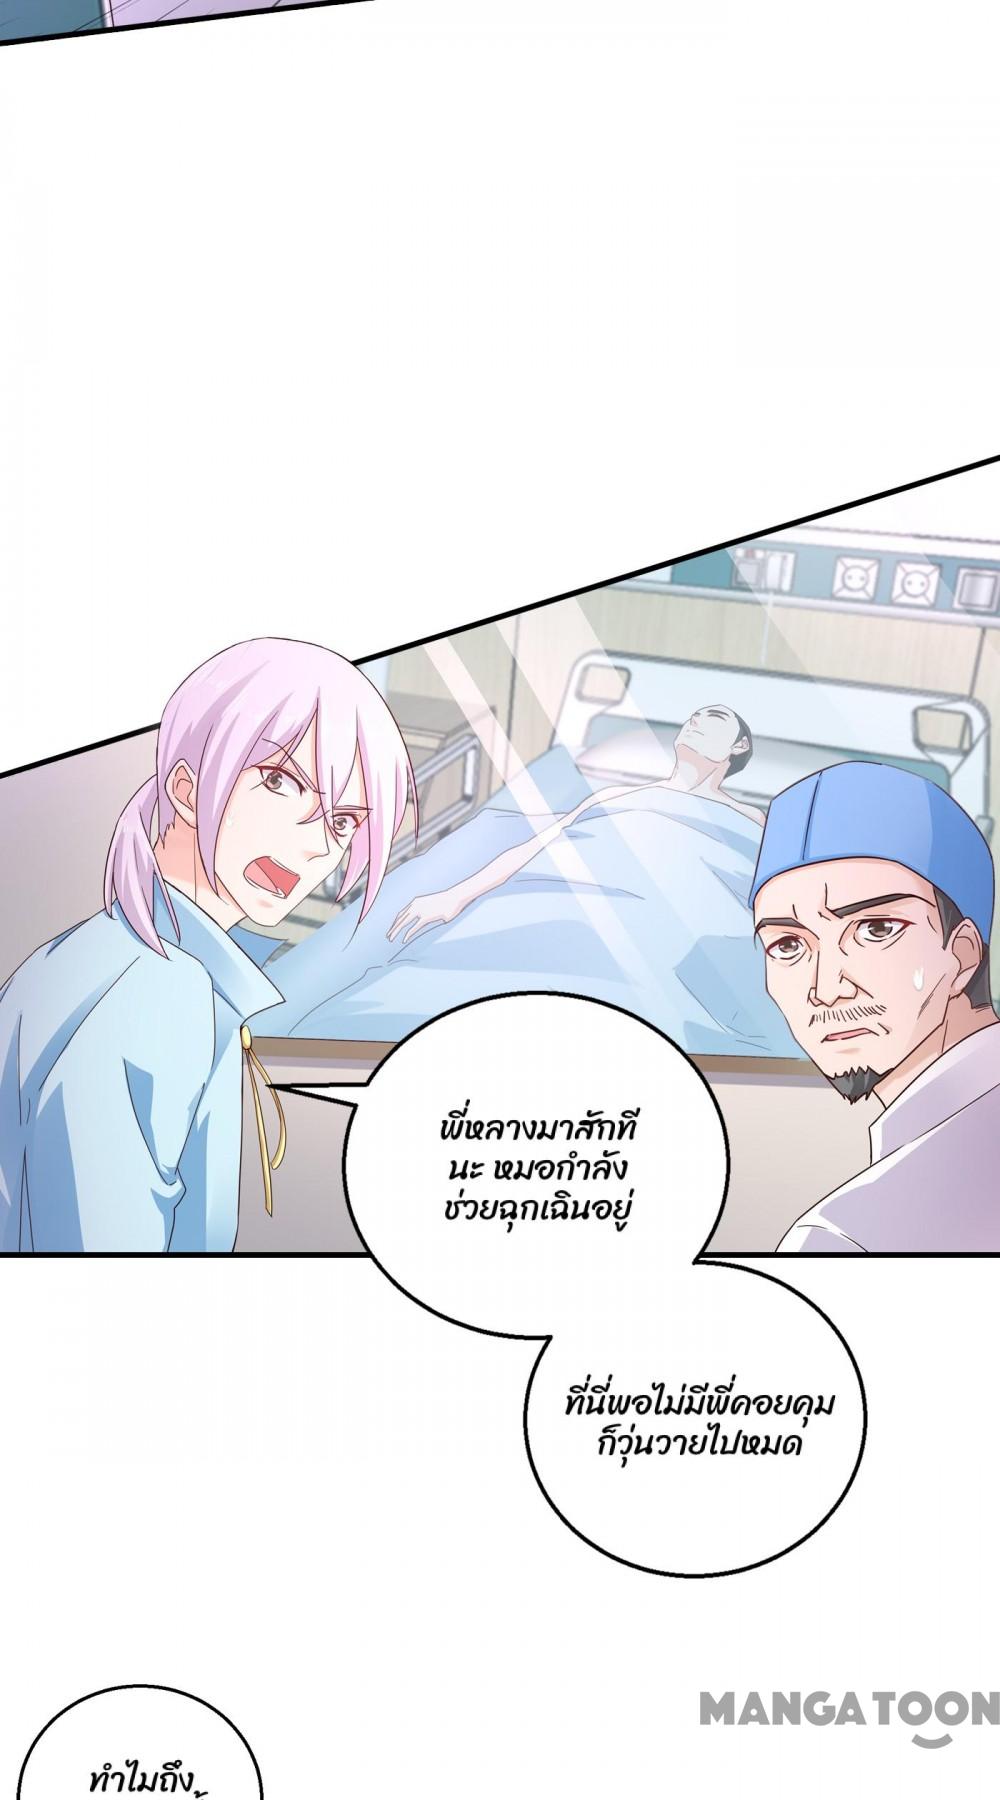 พี่หลางมาสักที
นะ หมอกำลัง
ช่วยฉุกเฉินอยู่
ที่นี่พอไม่มีพี่คอยคุม
ก็วุ่นวายไปหมด
MANGATOON
ทำไมถึง